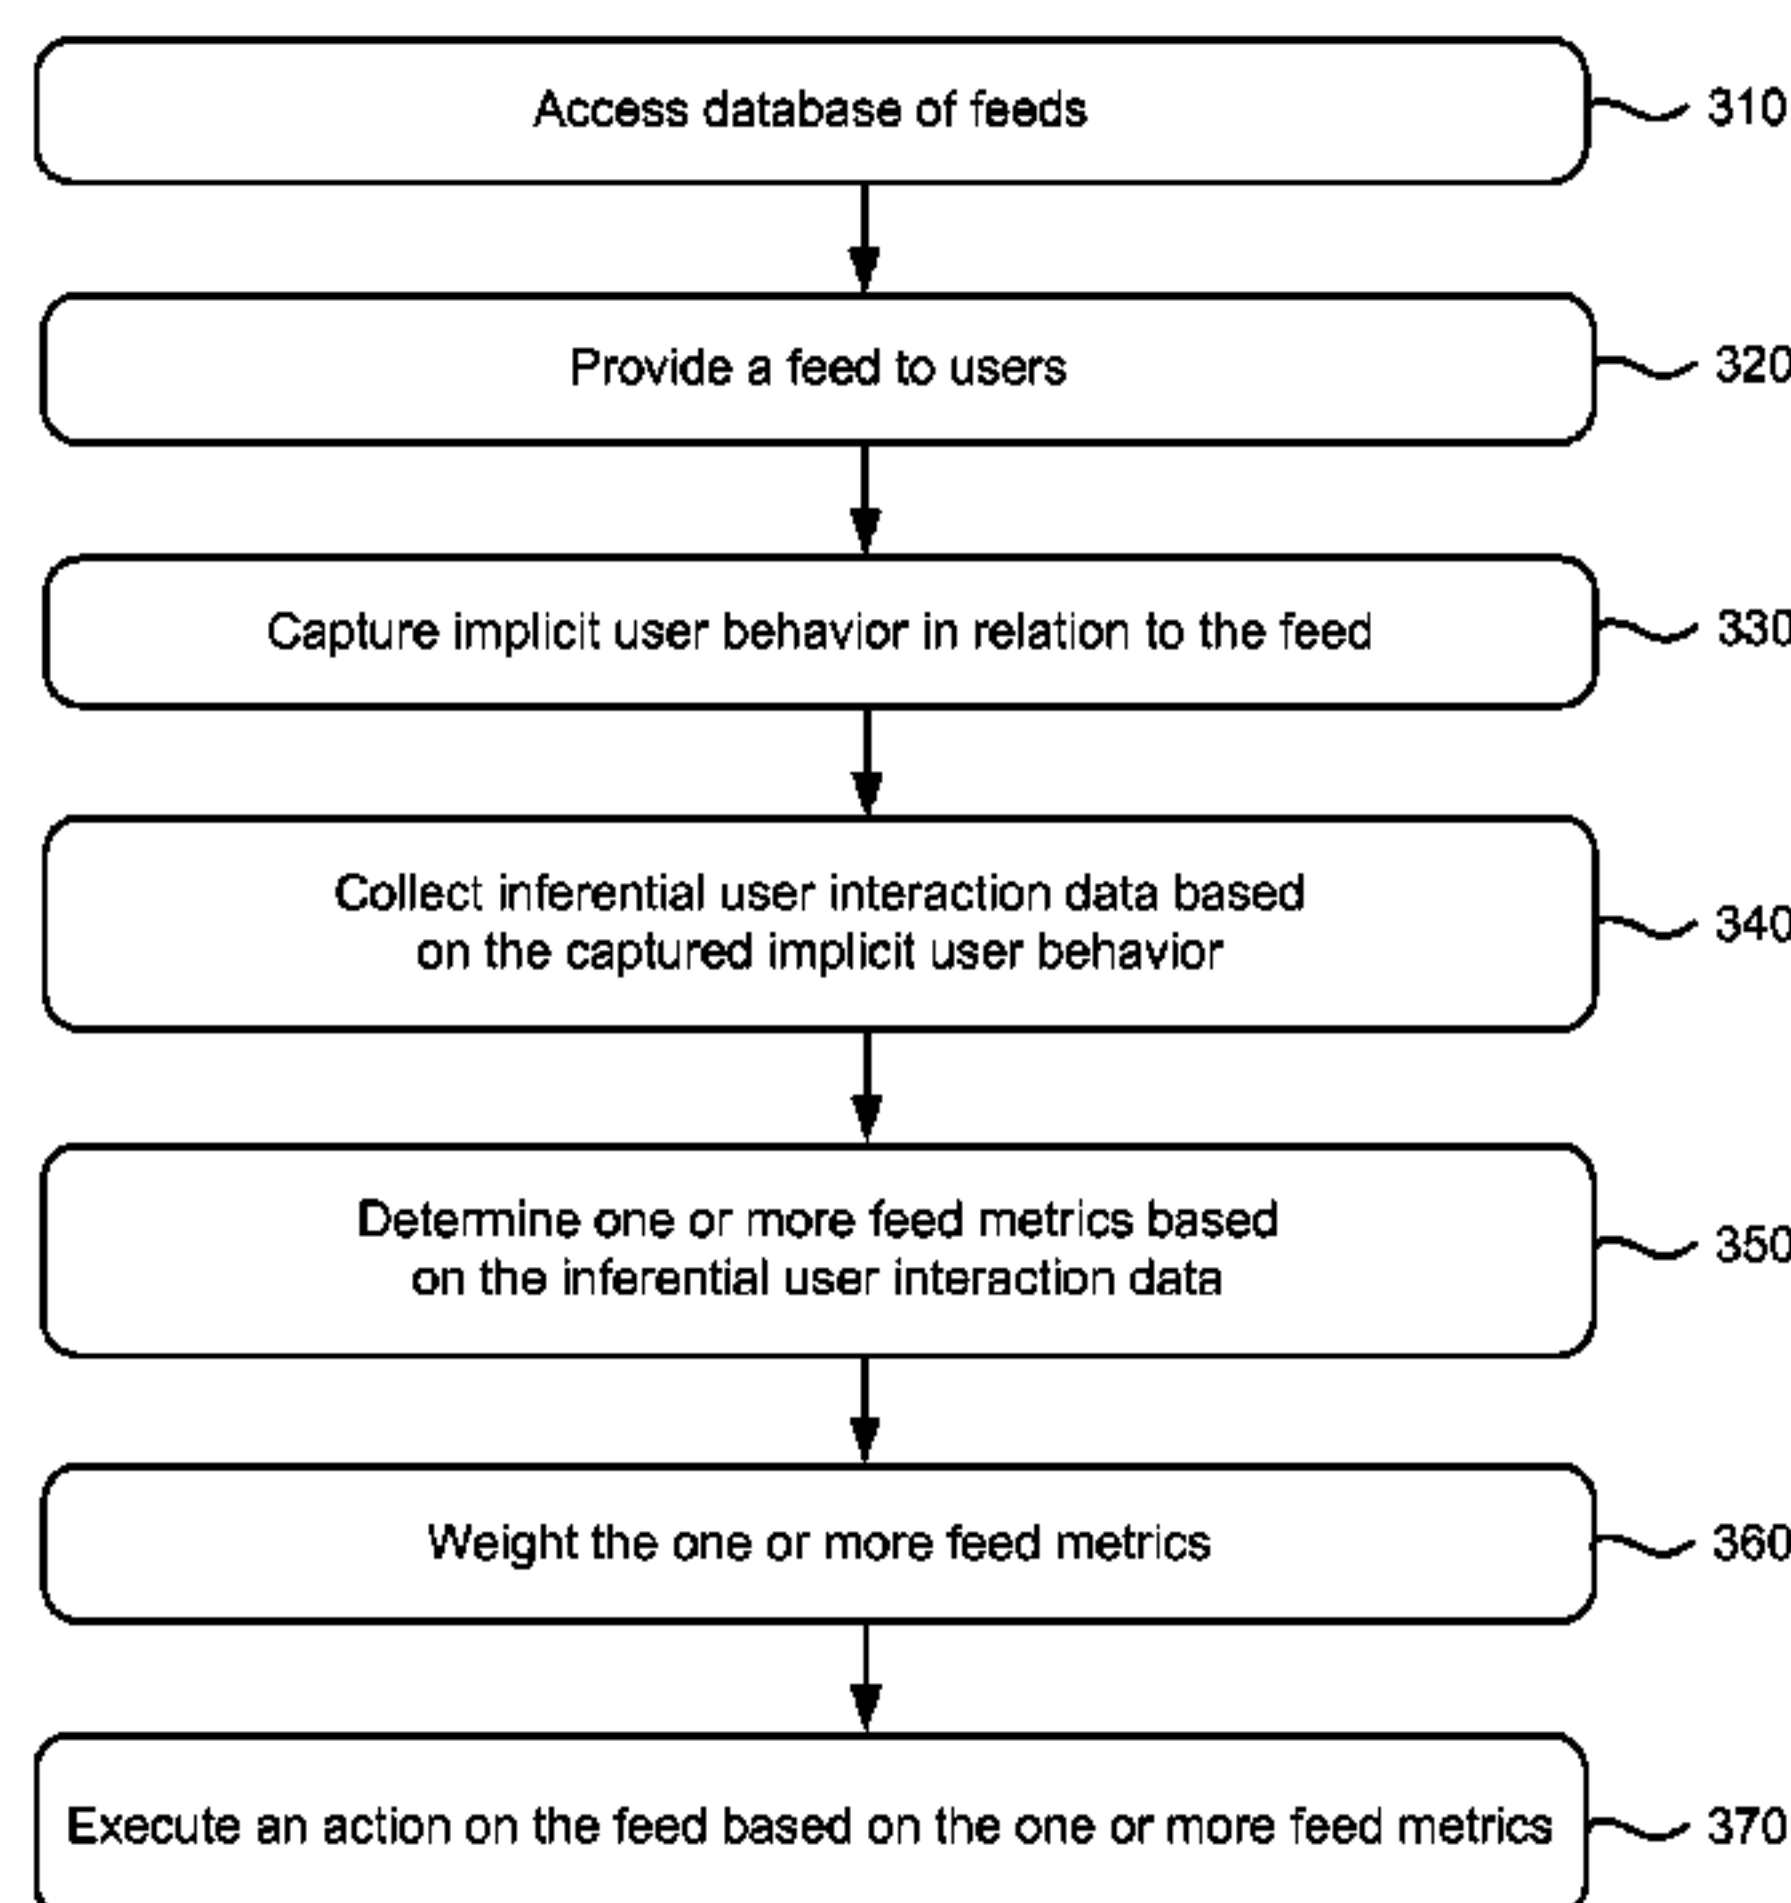 Access database of feeds
310
Provide a feed to users
320
Capture implicit user behavior in relation to the feed
330
Collect inferential user interaction data based
on the captured implicit user behavior
340
Determine one or more feed metrics based
on the inferential user interaction data
350
Weight the one or more feed metrics
360
Execute an action on the feed based on the one or more feed metrics
370